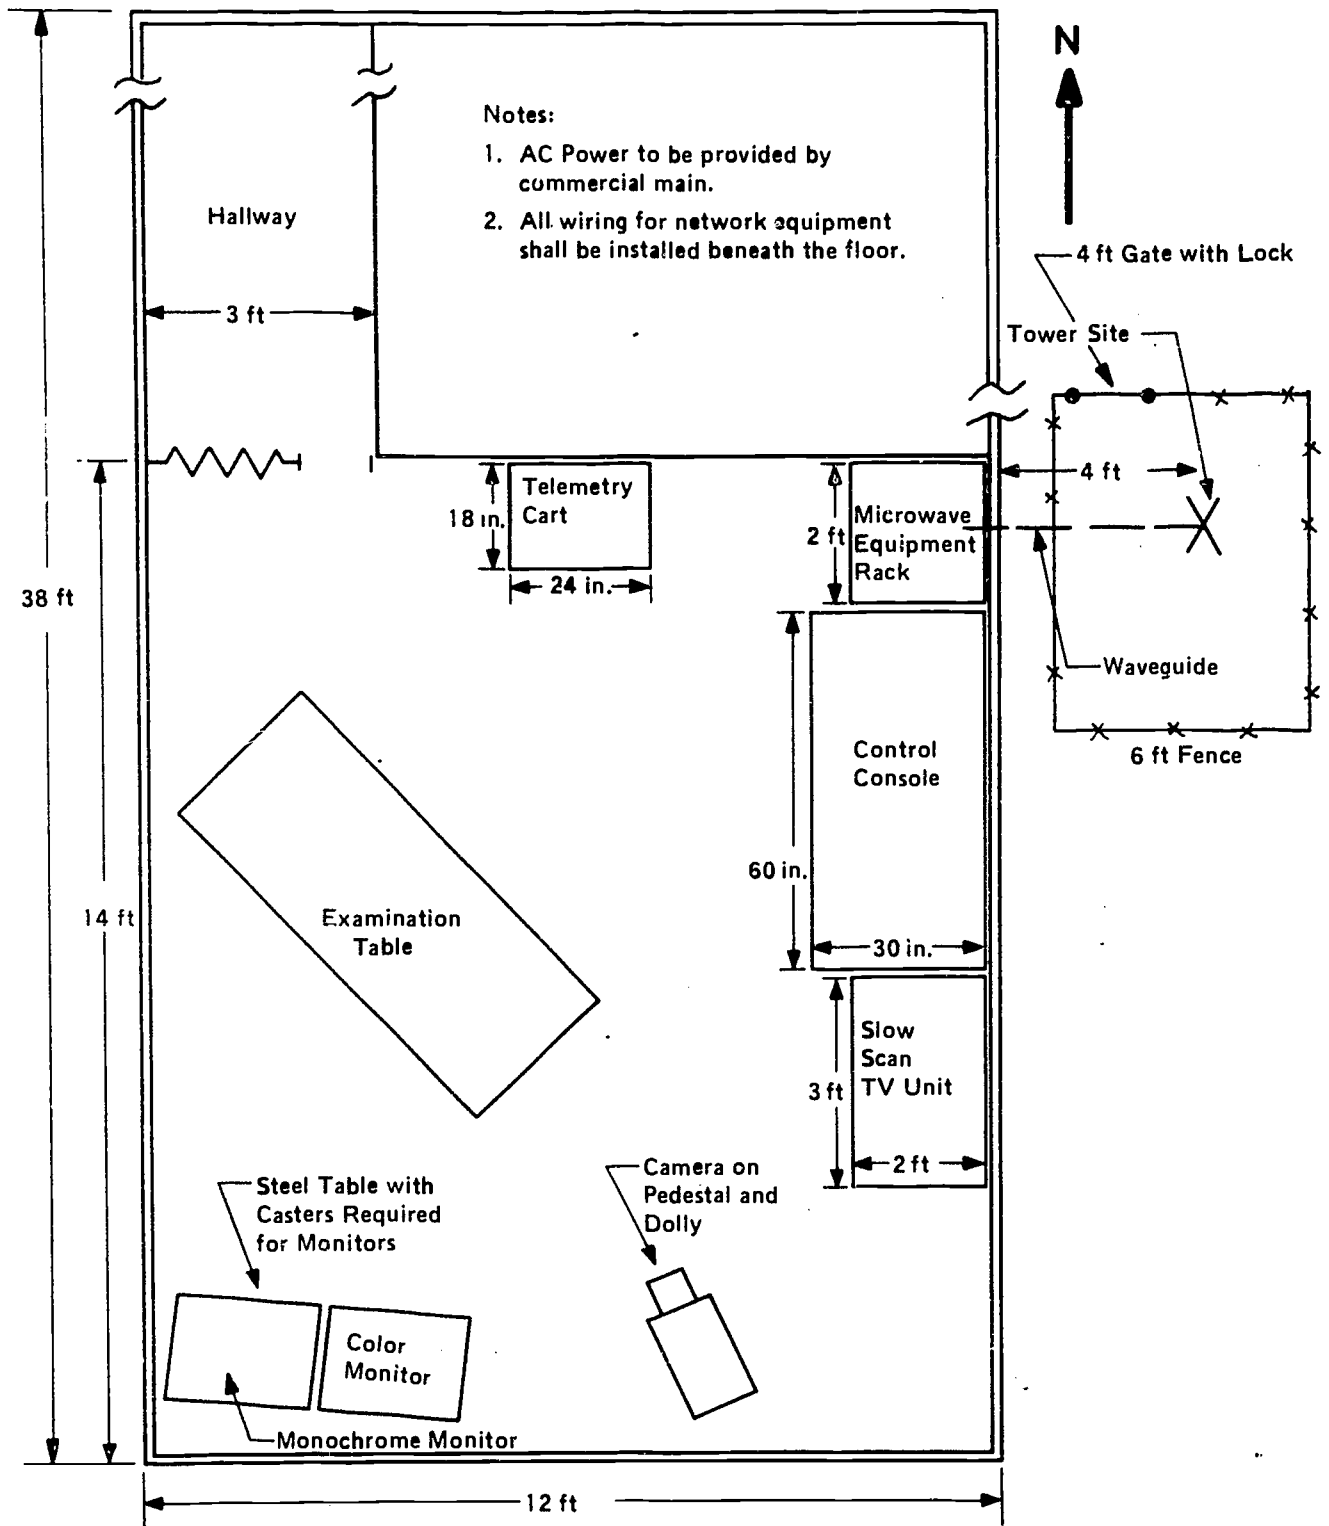 N
Notes:
1. AC Power to be provided by
commercial main.
2. All wiring for network equipment
shall be installed beneath the floor.
Hallway
4 ft Gate with Lock
3 ft
Tower Site
4 ft
Telemetry
Cart
18 in.
24 in.
Microwave
Equipment
Rack
2 ft
38 ft
Waveguide
Control
Console
6 ft Fence
60 in.
14 ft
Examination
Table
30 in.
Slow
Scan
TV Unit
3 ft
2 ft
Steel Table with
Casters Required
for Monitors
Camera on
Pedestal and
Dolly
Color
Monitor
Monochrome Monitor
12 ft